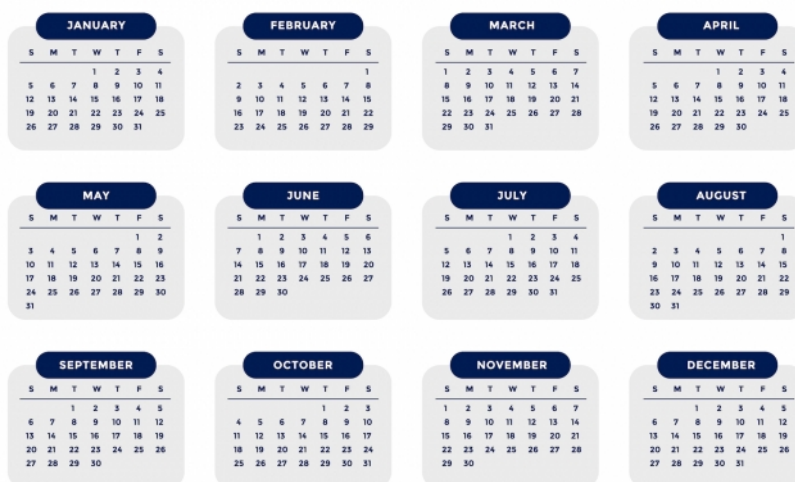 JANUARY
S M T W T F S
1 2 3 4
5 6 7 8 9 10 11
12 13 14 15 16 17 18
19 20 21 22 23 24 25
26 27 28 29 30 31
FEBRUARY
S M T W T F S
1
2 3 4 5 6 7 8
9 10 11 12 13 14 15
16 17 18 19 20 21 22
23 24 25 26 27 28 29
MARCH
S M T W T F S
1 2 3 4 5 6 7
8 9 10 11 12 13 14
15 16 17 18 19 20 21
22 23 24 25 26 27 28
29 30 31
APRIL
S M T W T F S
1 2 3 4
5 6 7 8 9 10 11
12 13 14 15 16 17 18
19 20 21 22 23 24 25
26 27 28 29 30
MAY
S M T W T F S
1 2
3 4 5 6 7 8 9
10 11 12 13 14 15 16
17 18 19 20 21 22 23
24 25 26 27 28 29 30
31
JUNE
S M T W T F S
1 2 3 4 5 6
7 8 9 10 11 12 13
14 15 16 17 18 19 20
21 22 23 24 25 26 27
28 29 30
JULY
S M T W T F S
1 2 3 4
5 6 7 8 9 10 11
12 13 14 15 16 17 18
19 20 21 22 23 24 25
26 27 28 29 30 31
AUGUST
S M T W T F S
1
2 3 4 5 6 7 8
9 10 11 12 13 14 15
16 17 18 19 20 21 22
23 24 25 26 27 28 29
30 31
SEPTEMBER
S M T W T F S
1 2 3 4 5
6 7 8 9 10 11 12
13 14 15 16 17 18 19
20 21 22 23 24 25 26
27 28 29 30
OCTOBER
S M T W T F S
1 2 3
4 5 6 7 8 9 10
11 12 13 14 15 16 17
18 19 20 21 22 23 24
25 26 27 28 29 30 31
NOVEMBER
S M T W T F S
1 2 3 4 5 6 7
8 9 10 11 12 13 14
15 16 17 18 19 20 21
22 23 24 25 26 27 28
29 30
DECEMBER
S M T W T F S
1 2 3 4 5
6 7 8 9 10 11 12
13 14 15 16 17 18 19
20 21 22 23 24 25 26
27 28 29 30 31